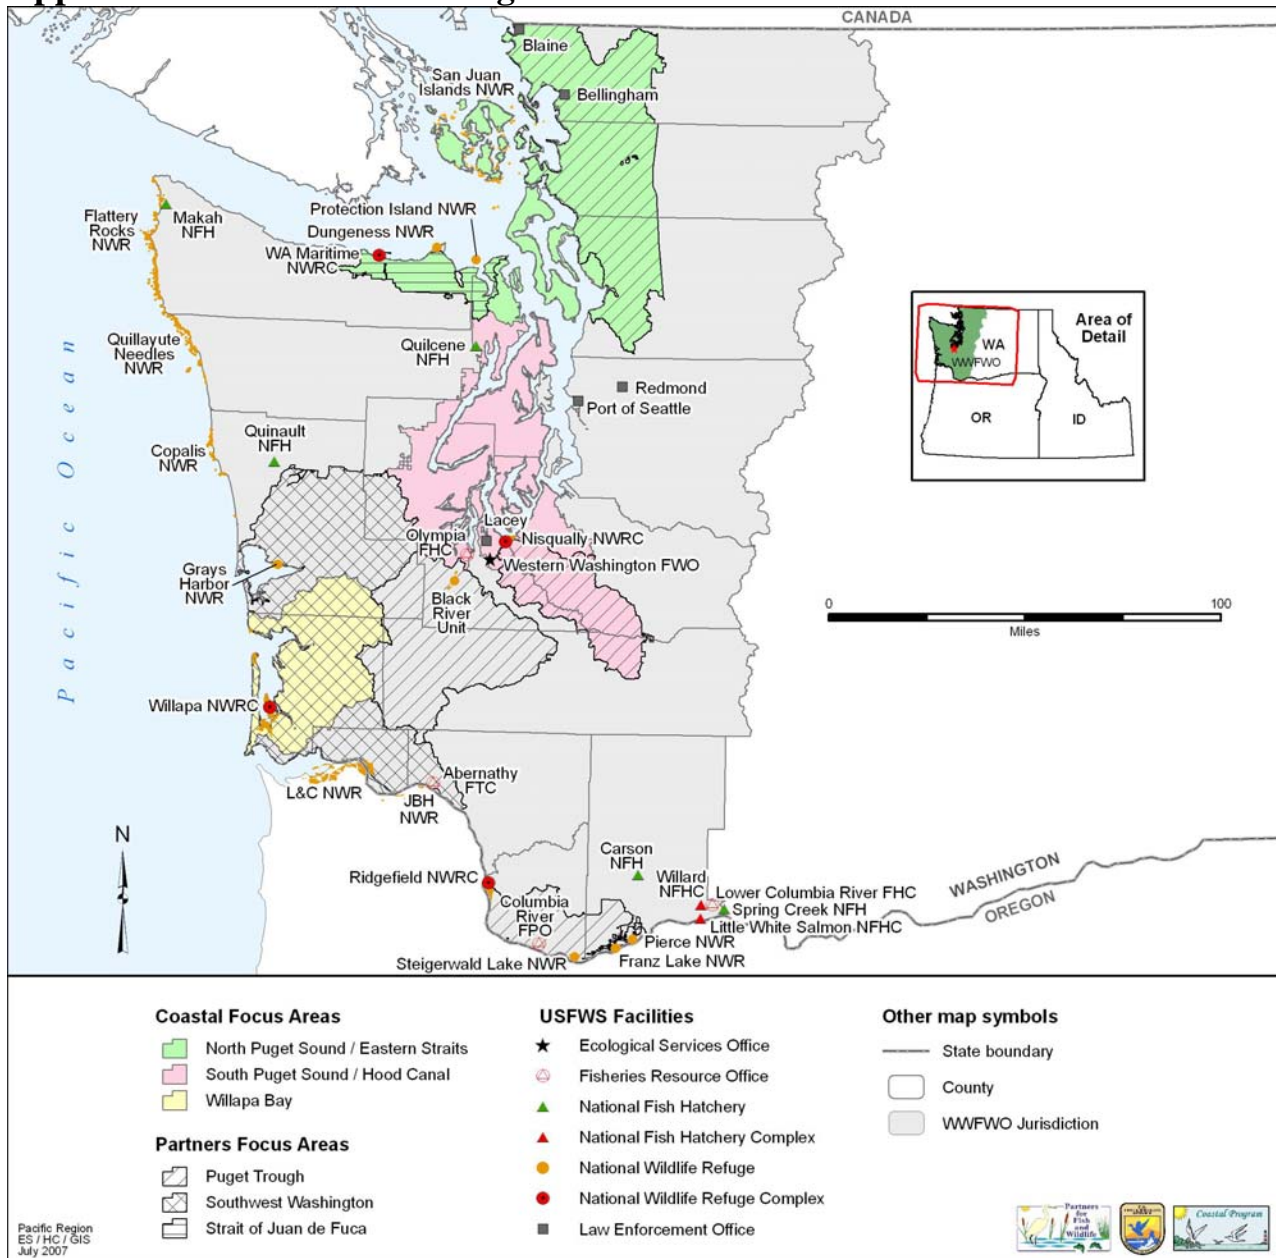 CANADA
Blaine
Bellingham
San Juan
Islands NWR
Protection Island NWR
Dungeness NWR
WA Maritime
NWRC
Flattery
Rocks
NWR
Makah
NFH
Quillayute
Needles
NWR
Quilcene
NFH
Redmond
Port of Seattle
Area of
Detail
WA
WWFWO
OR
ID
Pacific Ocean
Copalis
NWR
Quinault
NFH
Lacey
Olympia
FHC
Nisqually NWRC
Western Washington FWO
Grays
Harbor
NWR
Black
River
Unit
0
100
Miles
Willapa NWRC
L&C NWR
JBH
NWR
Abernathy
FTC
N
Carson
NFH
Ridgefield NWRC
Willard
NFHC
Lower Columbia River FHC
Spring Creek NFH
Little White Salmon NFHC
Columbia
River
FPO
Pierce NWR
Franz Lake NWR
Steigerwald Lake NWR
WASHINGTON
OREGON
Coastal Focus Areas
North Puget Sound / Eastern Straits
South Puget Sound / Hood Canal
Willapa Bay
Partners Focus Areas
Puget Trough
Southwest Washington
Strait of Juan de Fuca
USFWS Facilities
Ecological Services Office
Fisheries Resource Office
National Fish Hatchery
National Fish Hatchery Complex
National Wildlife Refuge
National Wildlife Refuge Complex
Law Enforcement Office
Other map symbols
State boundary
County
WWFWO Jurisdiction
Pacific Region
ES / HC / GIS
July 2007
Partners
for
Fish
and
Wildlife
Coastal Program